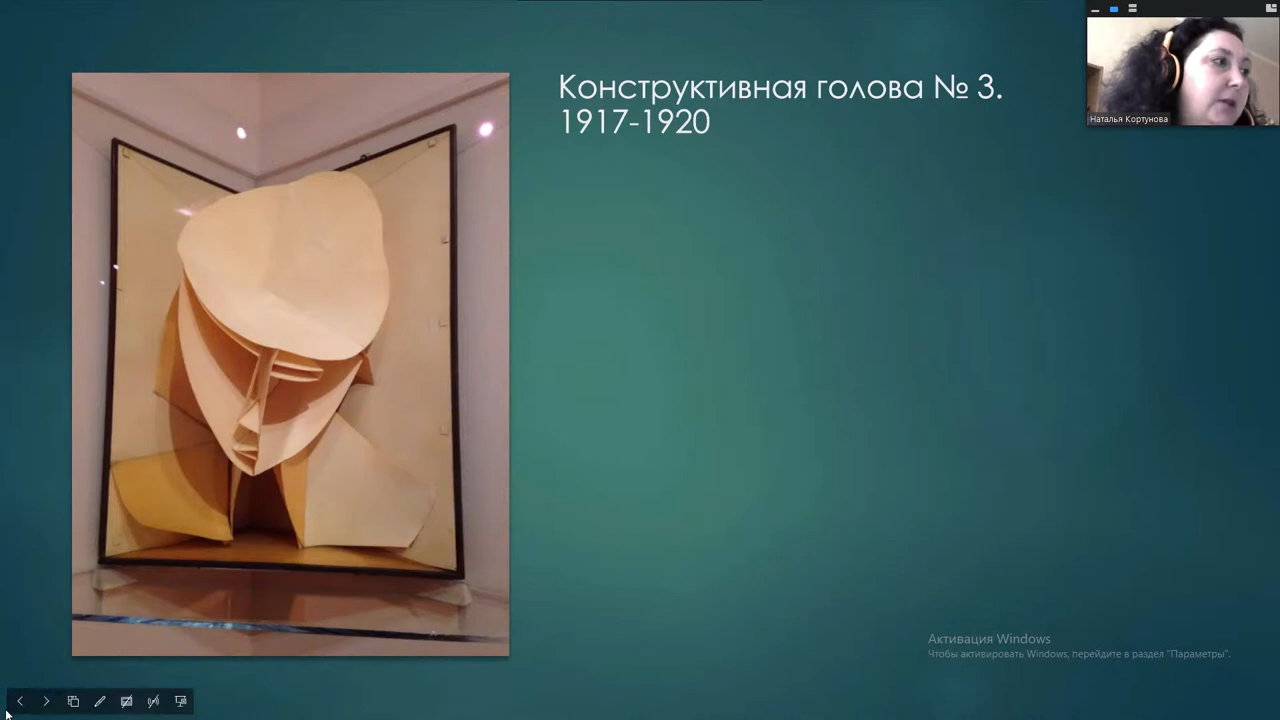 Конструктивная голова № 3.
1917-1920
Наталья Кортунова
Активация Windows
Чтобы активировать Windows, перейдите в раздел "Параметры".